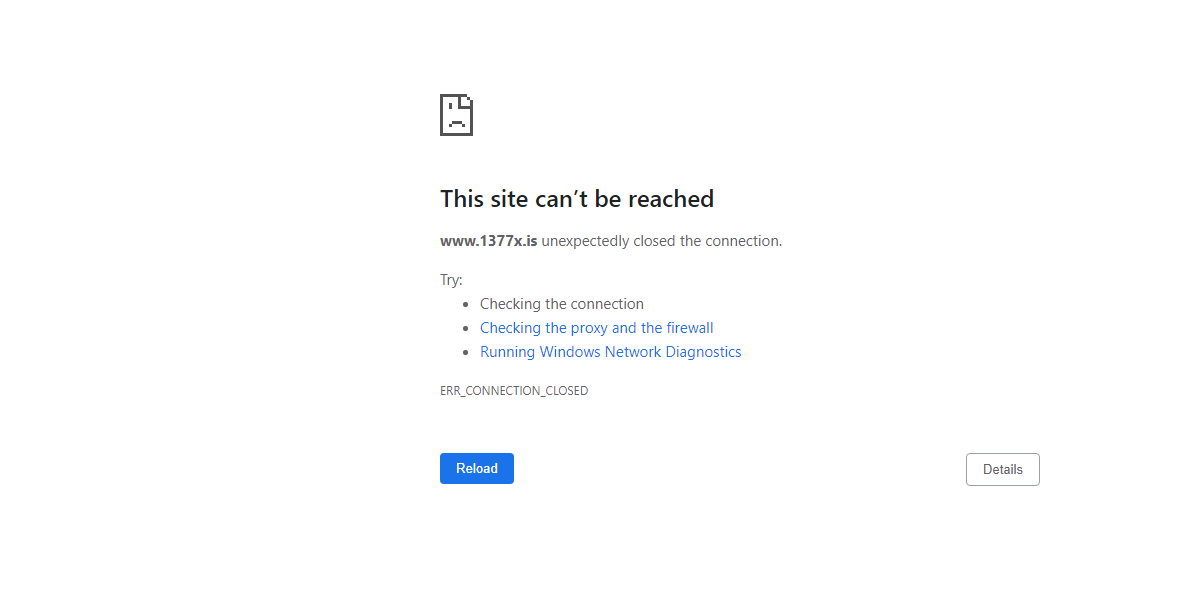 This site can’t be reached
www.1377x.is unexpectedly closed the connection.
Try:
Checking the connection
Checking the proxy and the firewall
Running Windows Network Diagnostics
ERR_CONNECTION_CLOSED
Reload
Details